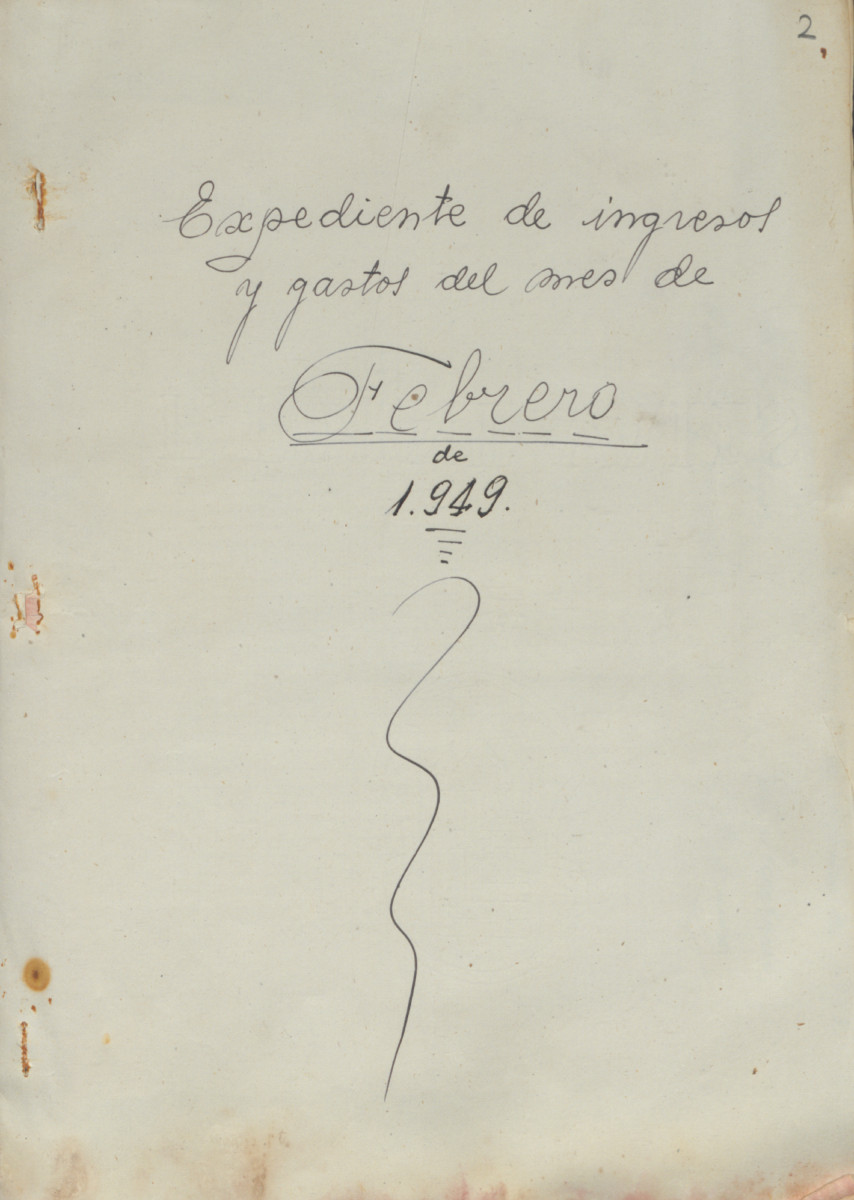 2
Expediente de ingresos
y gastos del mes de
Febrero
de
1.949.